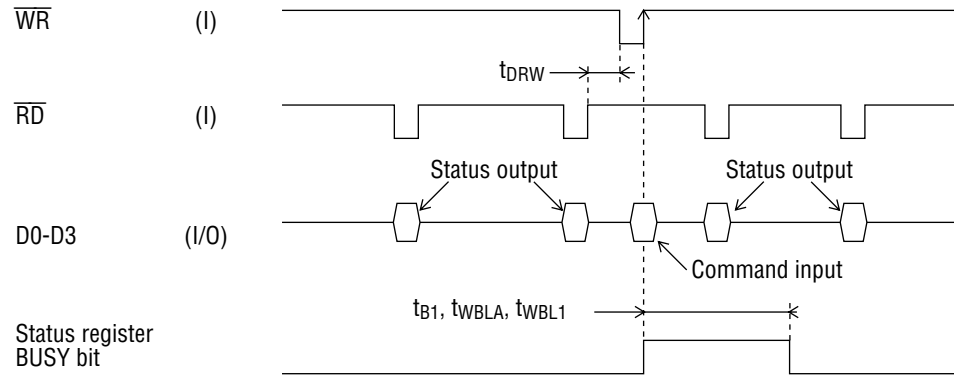 WR (I)
tDRW
RD (I)
Status output Status output
D0-D3 (I/O)
Command input
tB1, tWBLA, tWBL1
Status register
BUSY bit